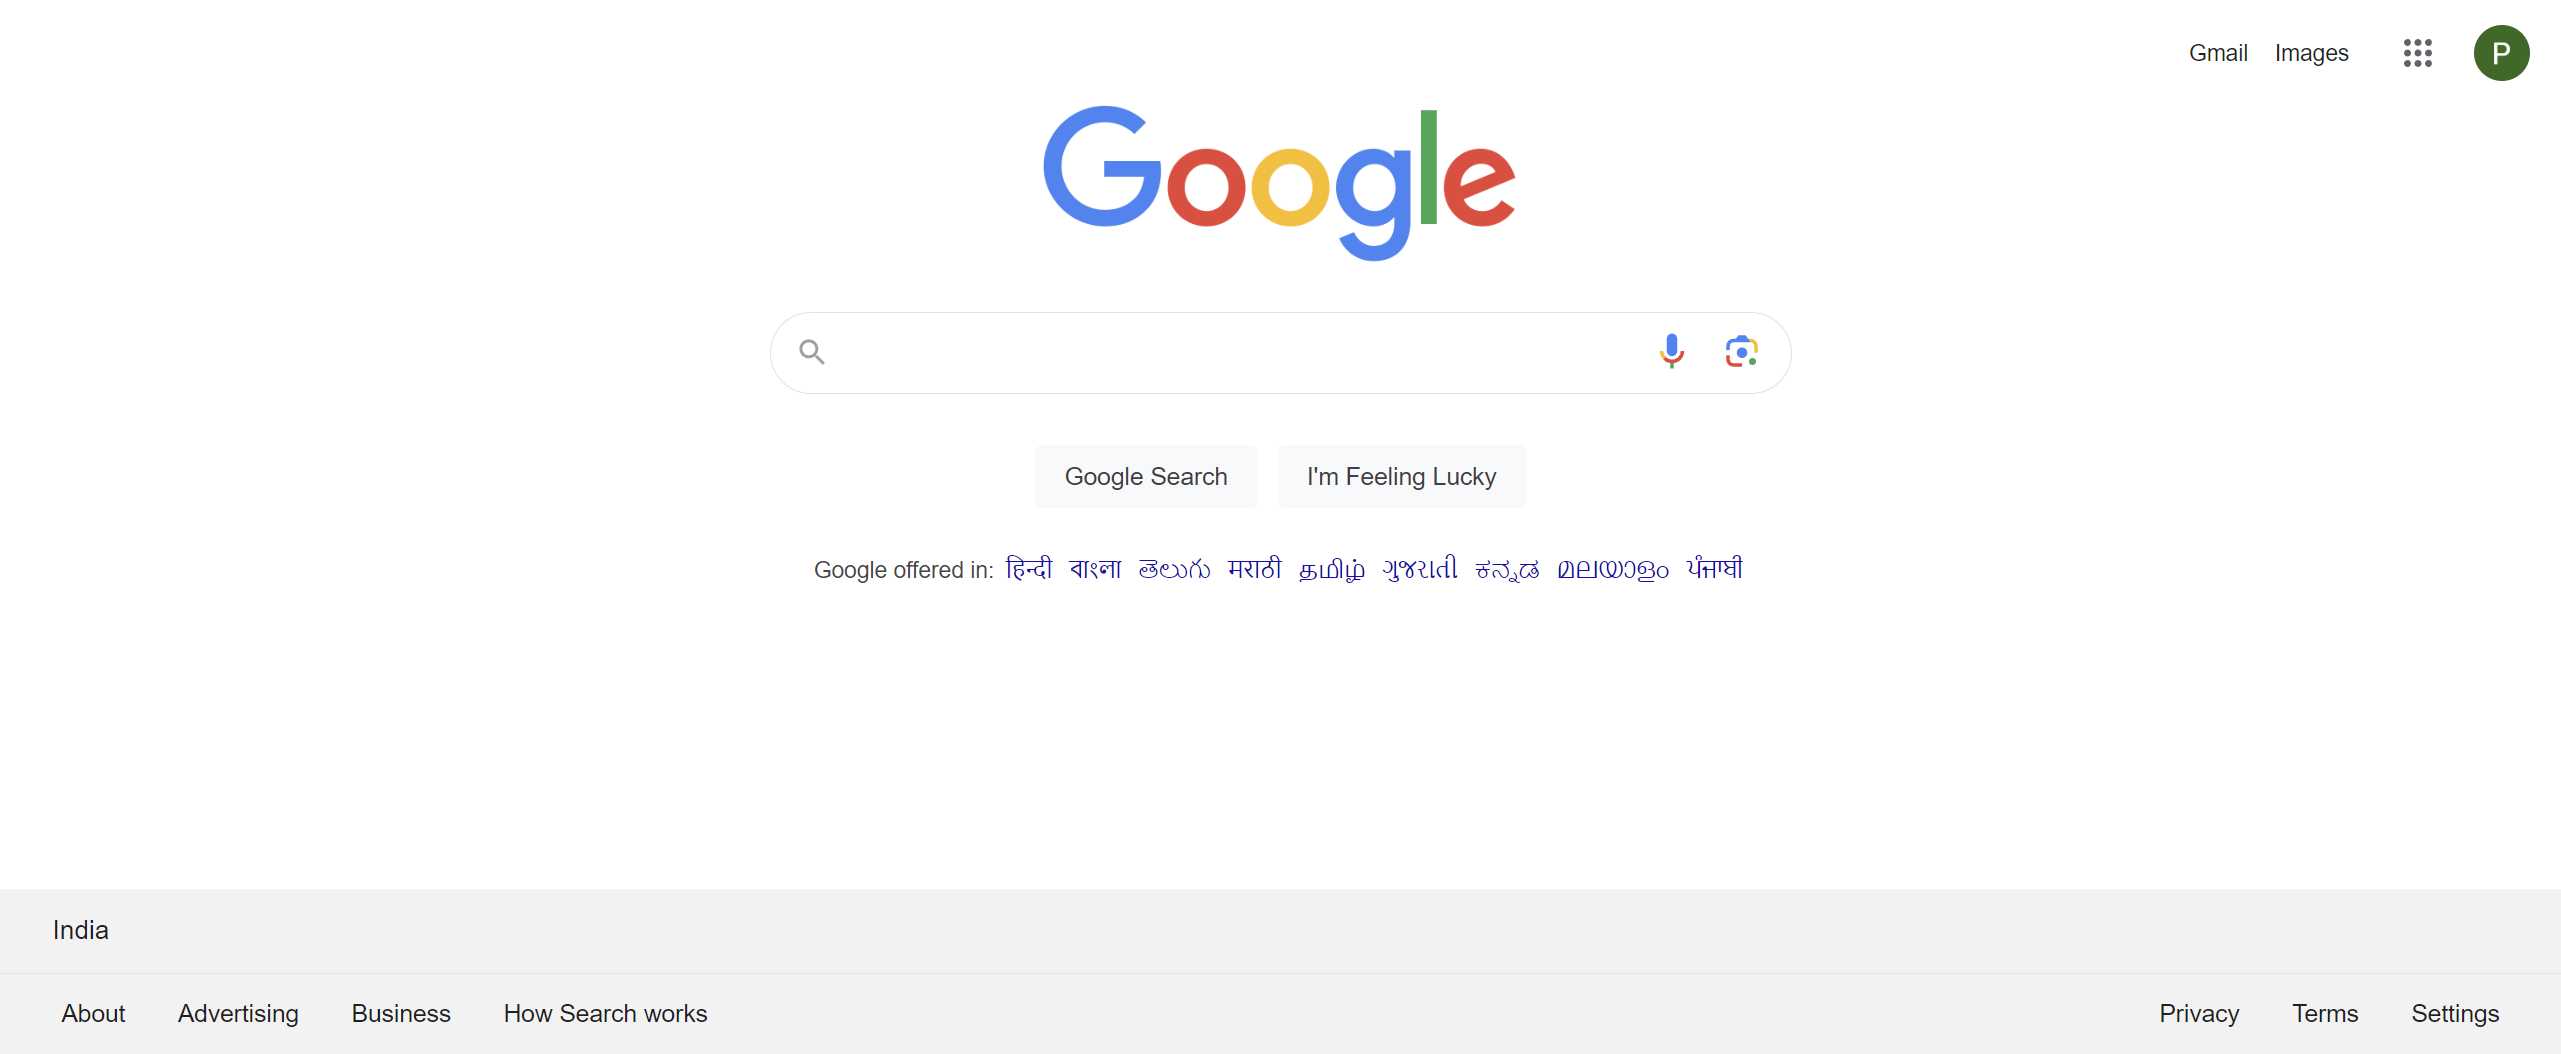 Gmail Images
P
Google
Google Search I'm Feeling Lucky
Google offered in: हिन्दी বাংলা తెలుగు मराठी தமிழ் ગુજરાતી ಕನ್ನಡ മലയാളം ਪੰਜਾਬੀ
India
About Advertising Business How Search works Privacy Terms Settings